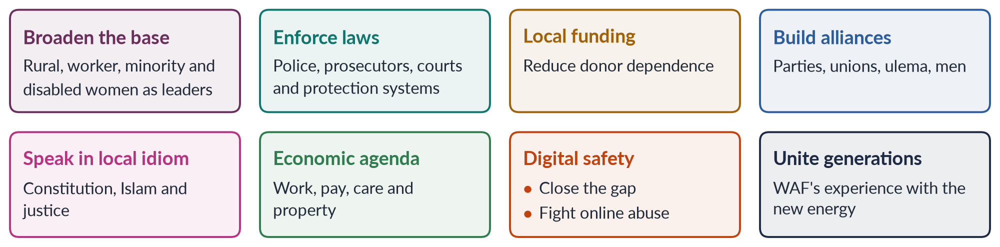 Broaden the base
Rural, worker, minority and
disabled women as leaders
Enforce laws
Police, prosecutors, courts
and protection systems
Local funding
Reduce donor dependence
Build alliances
Parties, unions, ulema, men
Speak in local idiom
Constitution, Islam and
justice
Economic agenda
Work, pay, care and
property
Digital safety
• Close the gap
• Fight online abuse
Unite generations
WAF's experience with the
new energy